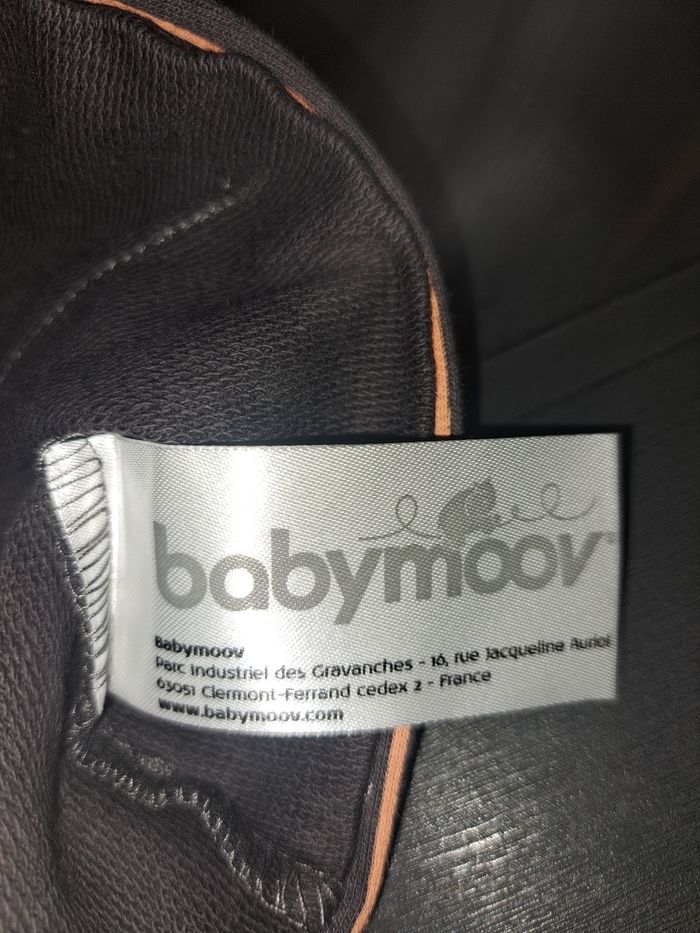 babymoov
Babymoov
Parc industriel des Gravanches - 16, rue Jacqueline Auriol
63051 Clermont-Ferrand cedex 2 - France
www.babymoov.com